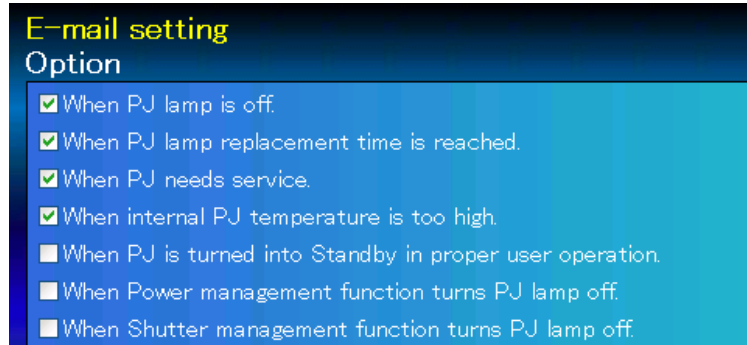 E-mail setting
Option
When PJ lamp is off.
When PJ lamp replacement time is reached.
When PJ needs service.
When internal PJ temperature is too high.
When PJ is turned into Standby in proper user operation.
When Power management function turns PJ lamp off.
When Shutter management function turns PJ lamp off.